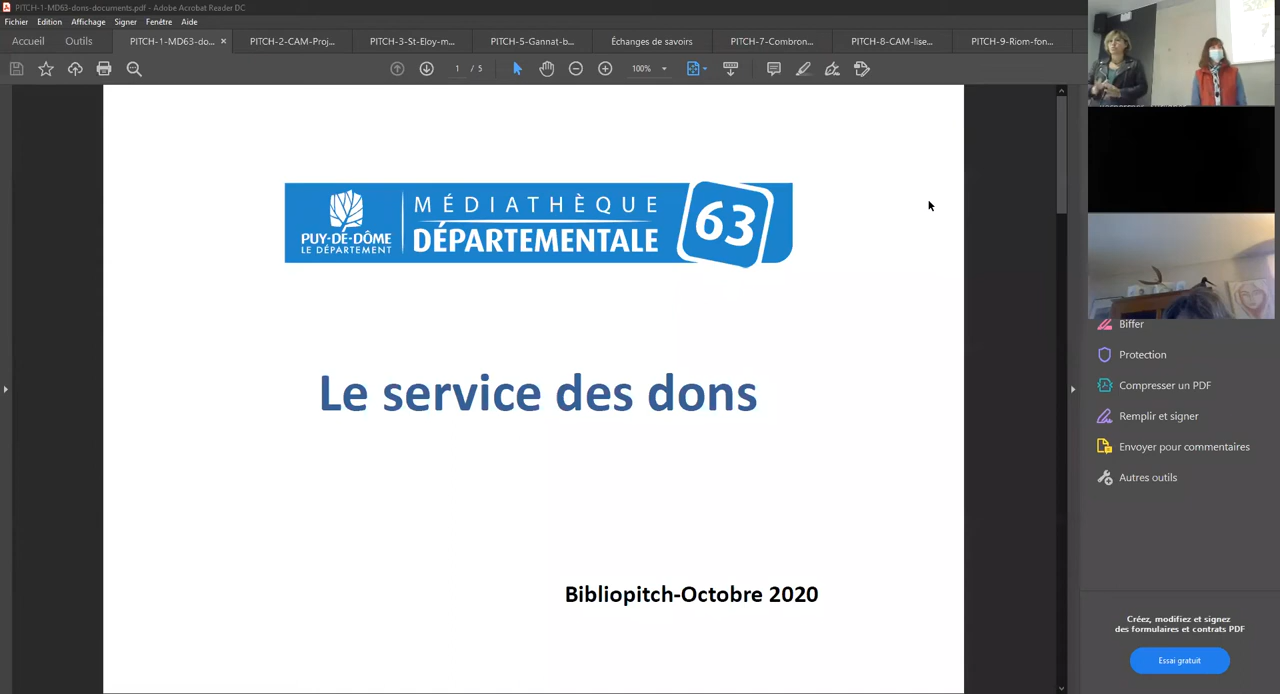 PITCH-1-MD63-dons-documents.pdf - Adobe Acrobat Reader DC
Fichier Edition Affichage Signer Fenêtre Aide
Accueil Outils PITCH-1-MD63-do... × PITCH-2-CAM-Proj... PITCH-3-St-Eloy-m... PITCH-5-Gannat-b... Échanges de savoirs PITCH-7-Combron... PITCH-8-CAM-lise... PITCH-9-Riom-fon...
1 / 5 100%
PUY-DE-DÔME
LE DÉPARTEMENT
MÉDIATHÈQUE
DÉPARTEMENTALE
63
Le service des dons
Bibliopitch-Octobre 2020
Biffer
Protection
Compresser un PDF
Remplir et signer
Envoyer pour commentaires
Autres outils
Créez, modifiez et signez
des formulaires et contrats PDF
Essai gratuit